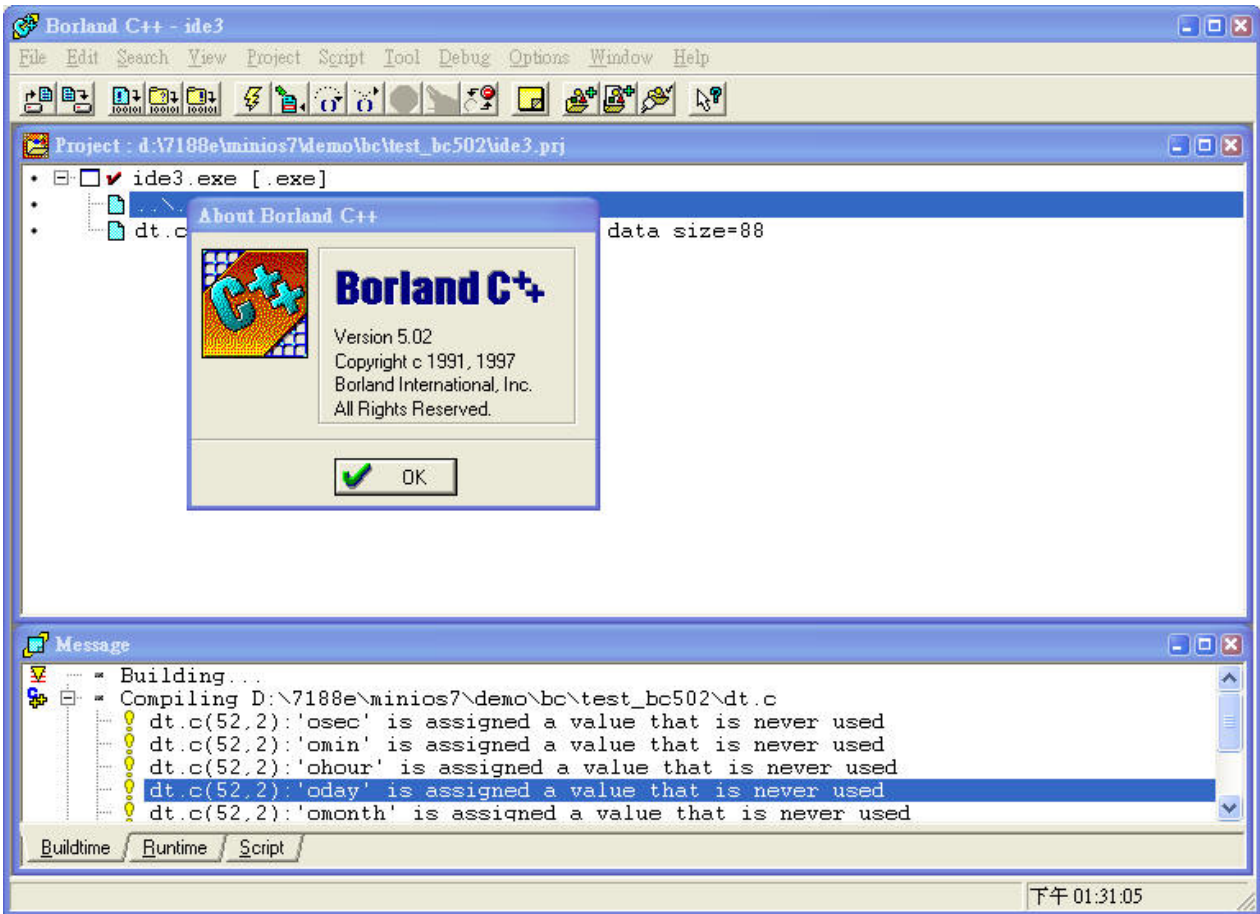 Borland C++ - ide3
File Edit Search View Project Script Tool Debug Options Window Help
Project : d:\7188e\minios7\demo\bc\test_bc502\ide3.prj
ide3.exe [.exe]
..\.
dt.c
data size=88
About Borland C++
C++
Borland C++
Version 5.02
Copyright c 1991, 1997
Borland International, Inc.
All Rights Reserved.
OK
Message
Building...
Compiling D:\7188e\minios7\demo\bc\test_bc502\dt.c
dt.c(52,2):'osec' is assigned a value that is never used
dt.c(52,2):'omin' is assigned a value that is never used
dt.c(52,2):'ohour' is assigned a value that is never used
dt.c(52,2):'oday' is assigned a value that is never used
dt.c(52,2):'omonth' is assigned a value that is never used
Buildtime Runtime Script
下午 01:31:05